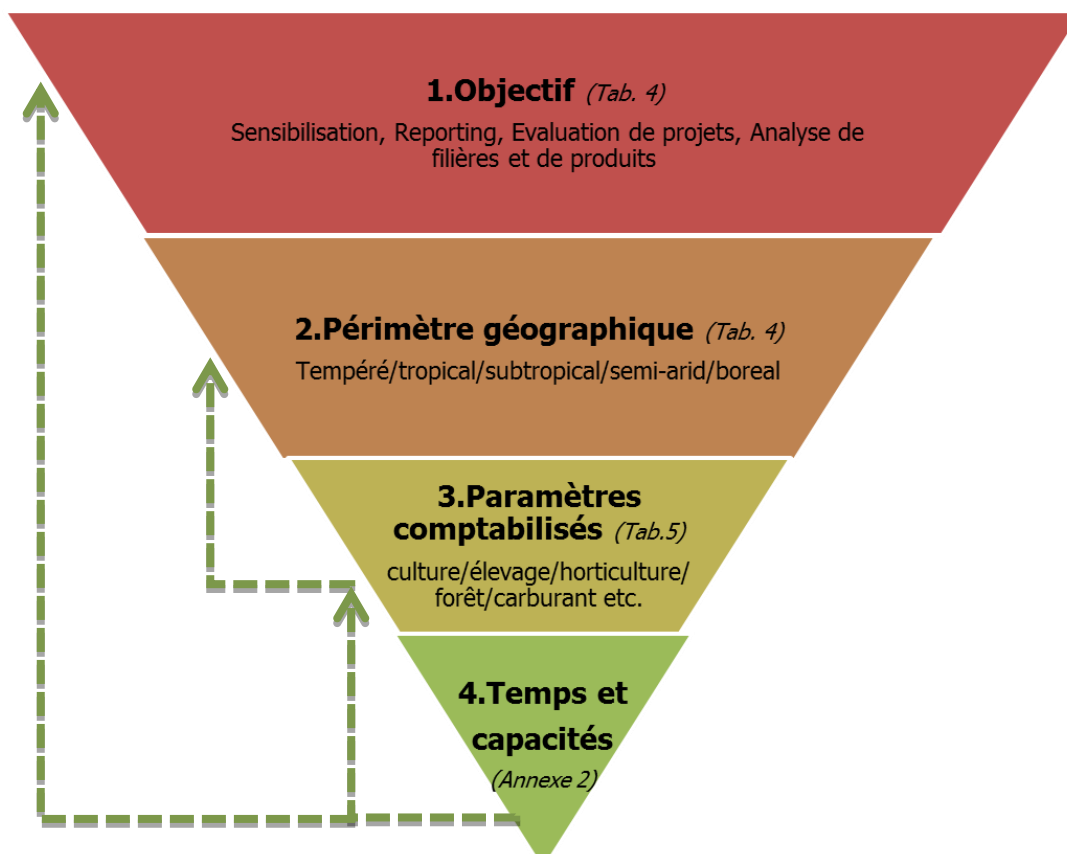 1.Objectif (Tab. 4)
Sensibilisation, Reporting, Evaluation de projets, Analyse de
filières et de produits
2.Périmètre géographique (Tab. 4)
Tempéré/tropical/subtropical/semi-arid/boreal
3.Paramètres
comptabilisés (Tab.5)
culture/élevage/horticulture/
forêt/carburant etc.
4.Temps et
capacités
(Annexe 2)